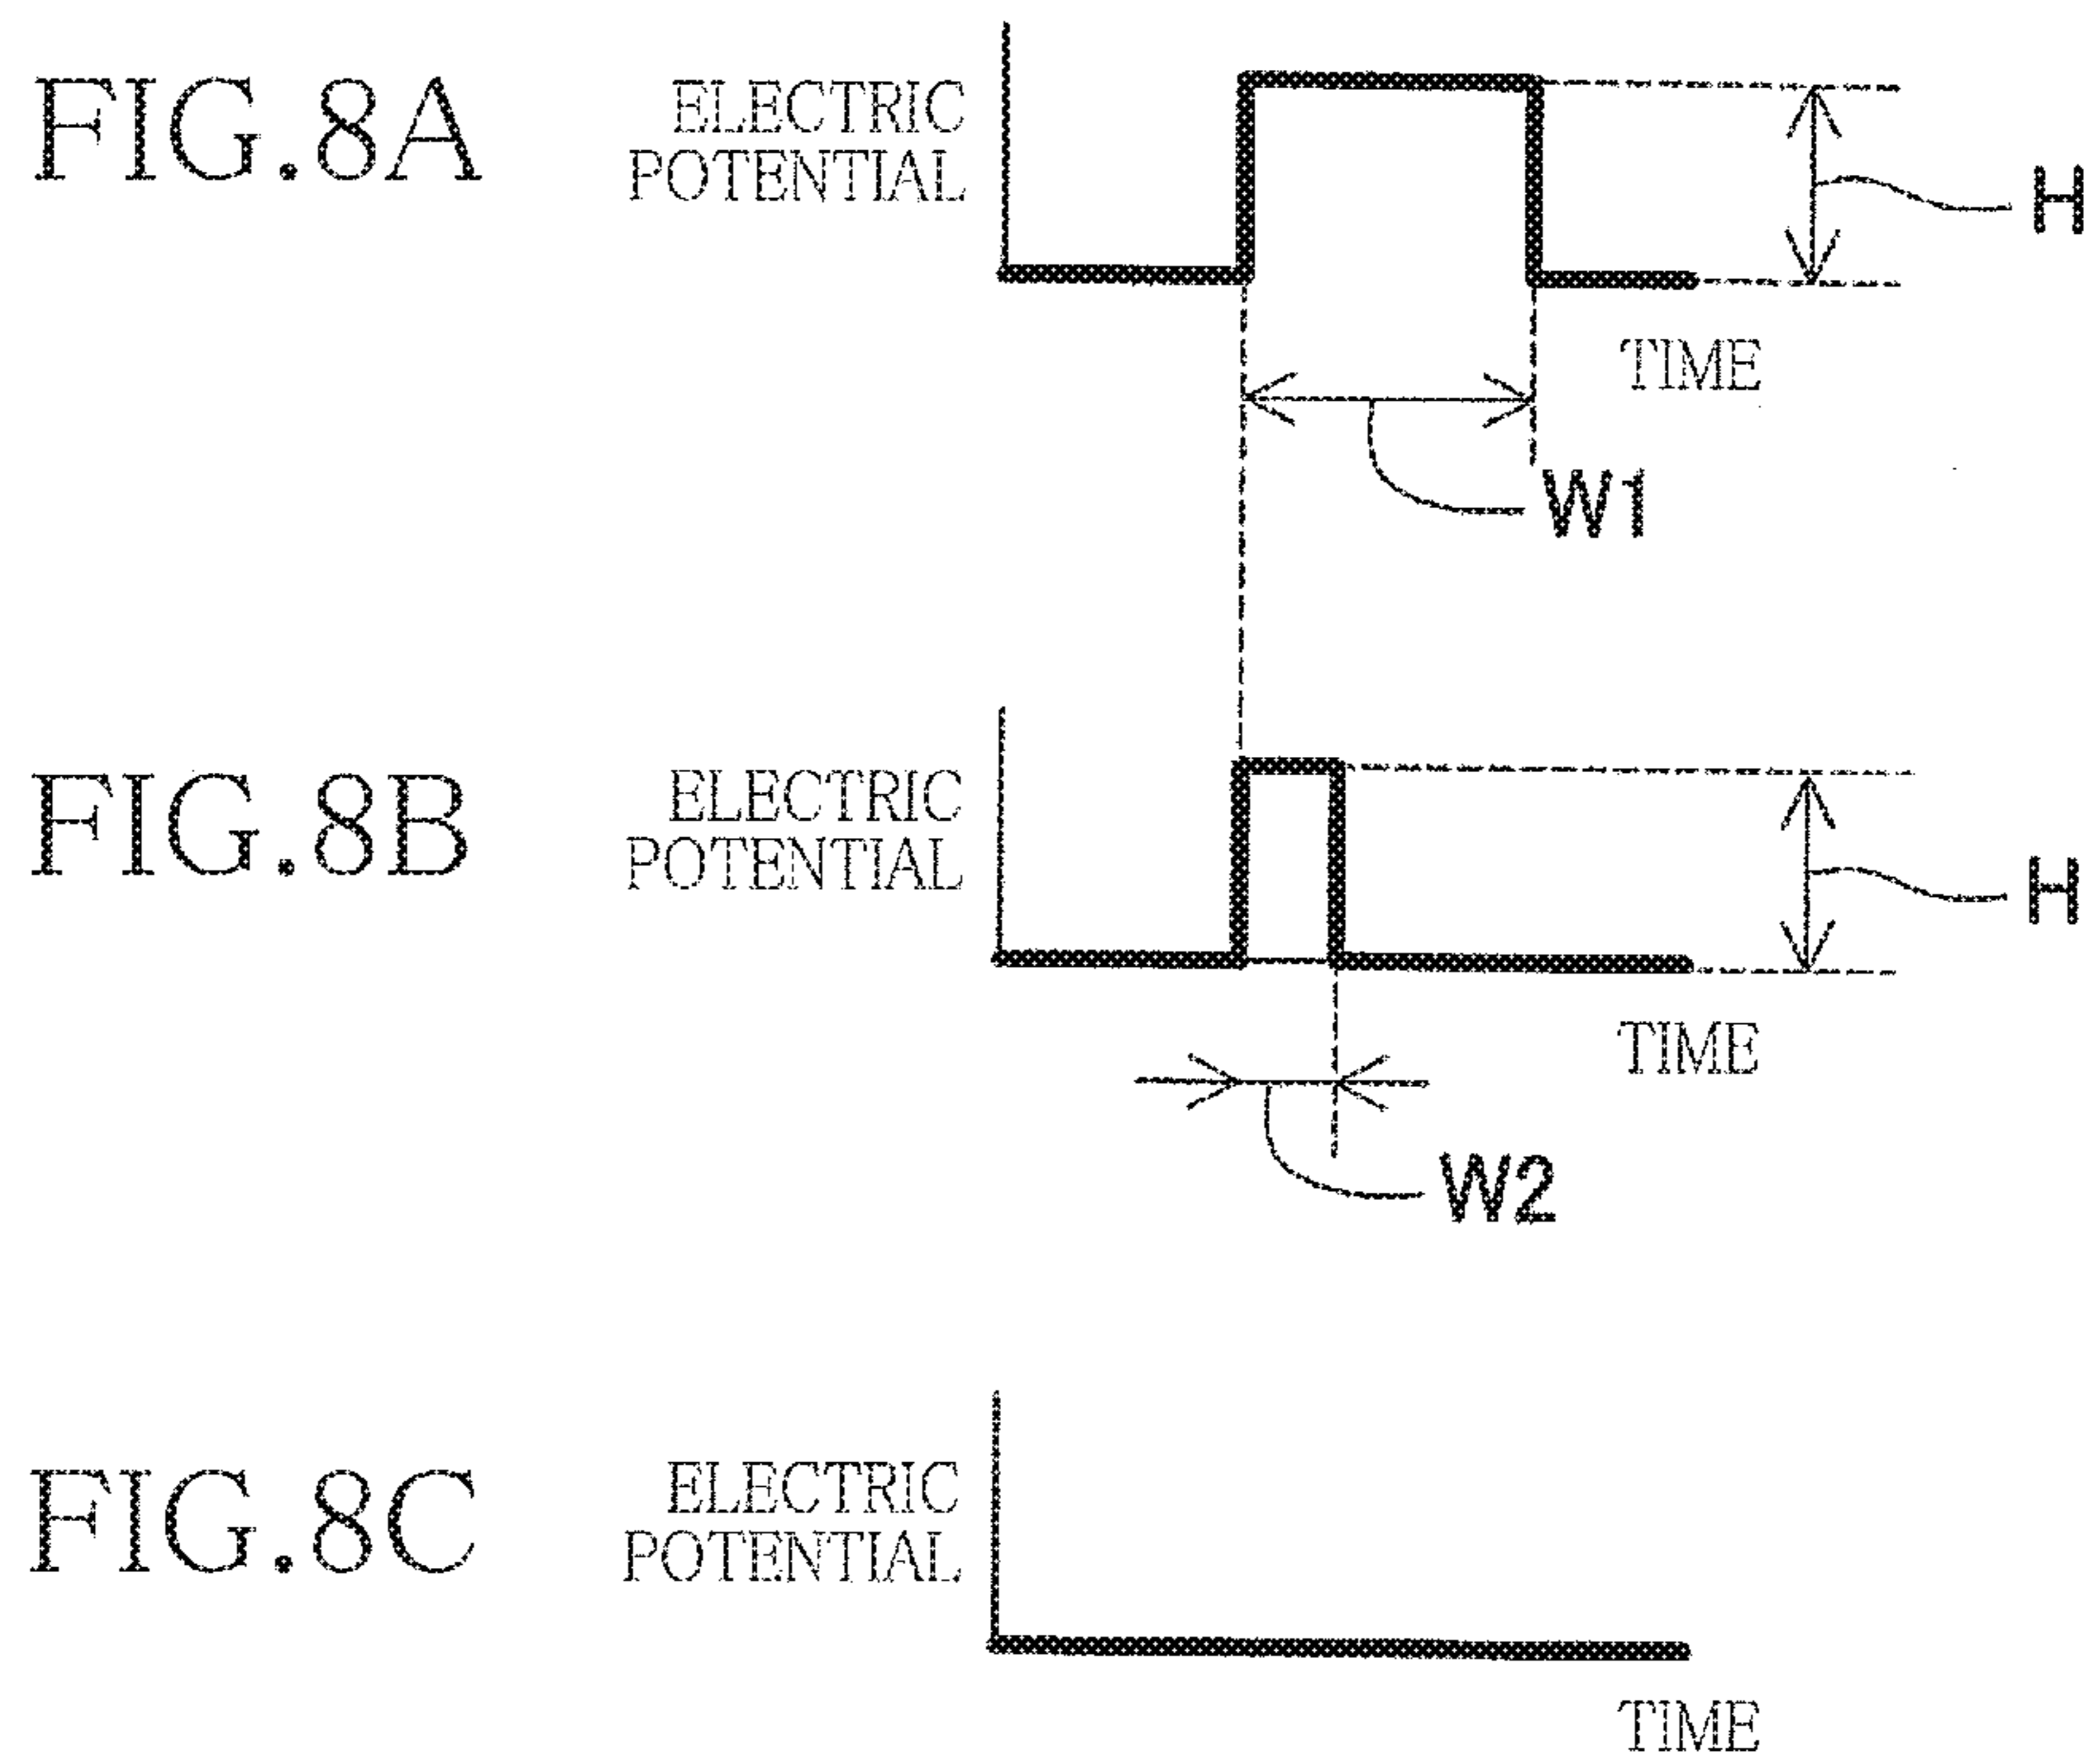 FIG.8A
ELECTRIC
POTENTIAL
H
TIME
W1
FIG.8B
ELECTRIC
POTENTIAL
H
TIME
W2
FIG.8C
ELECTRIC
POTENTIAL
TIME